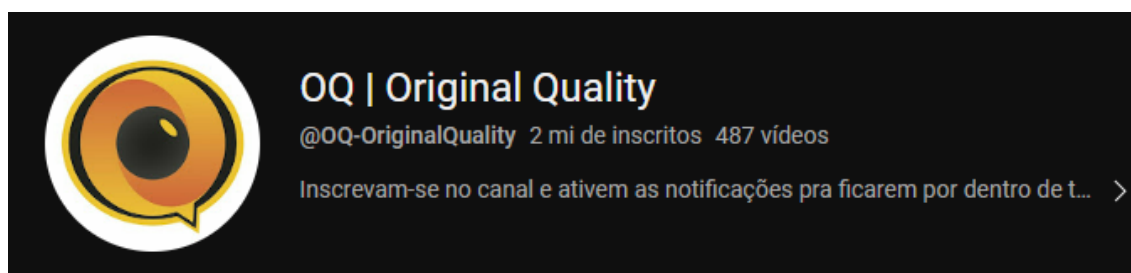 OQ | Original Quality
@OQ-OriginalQuality 2 mi de inscritos 487 vídeos
Inscrevam-se no canal e ativem as notificações pra ficarem por dentro de t...